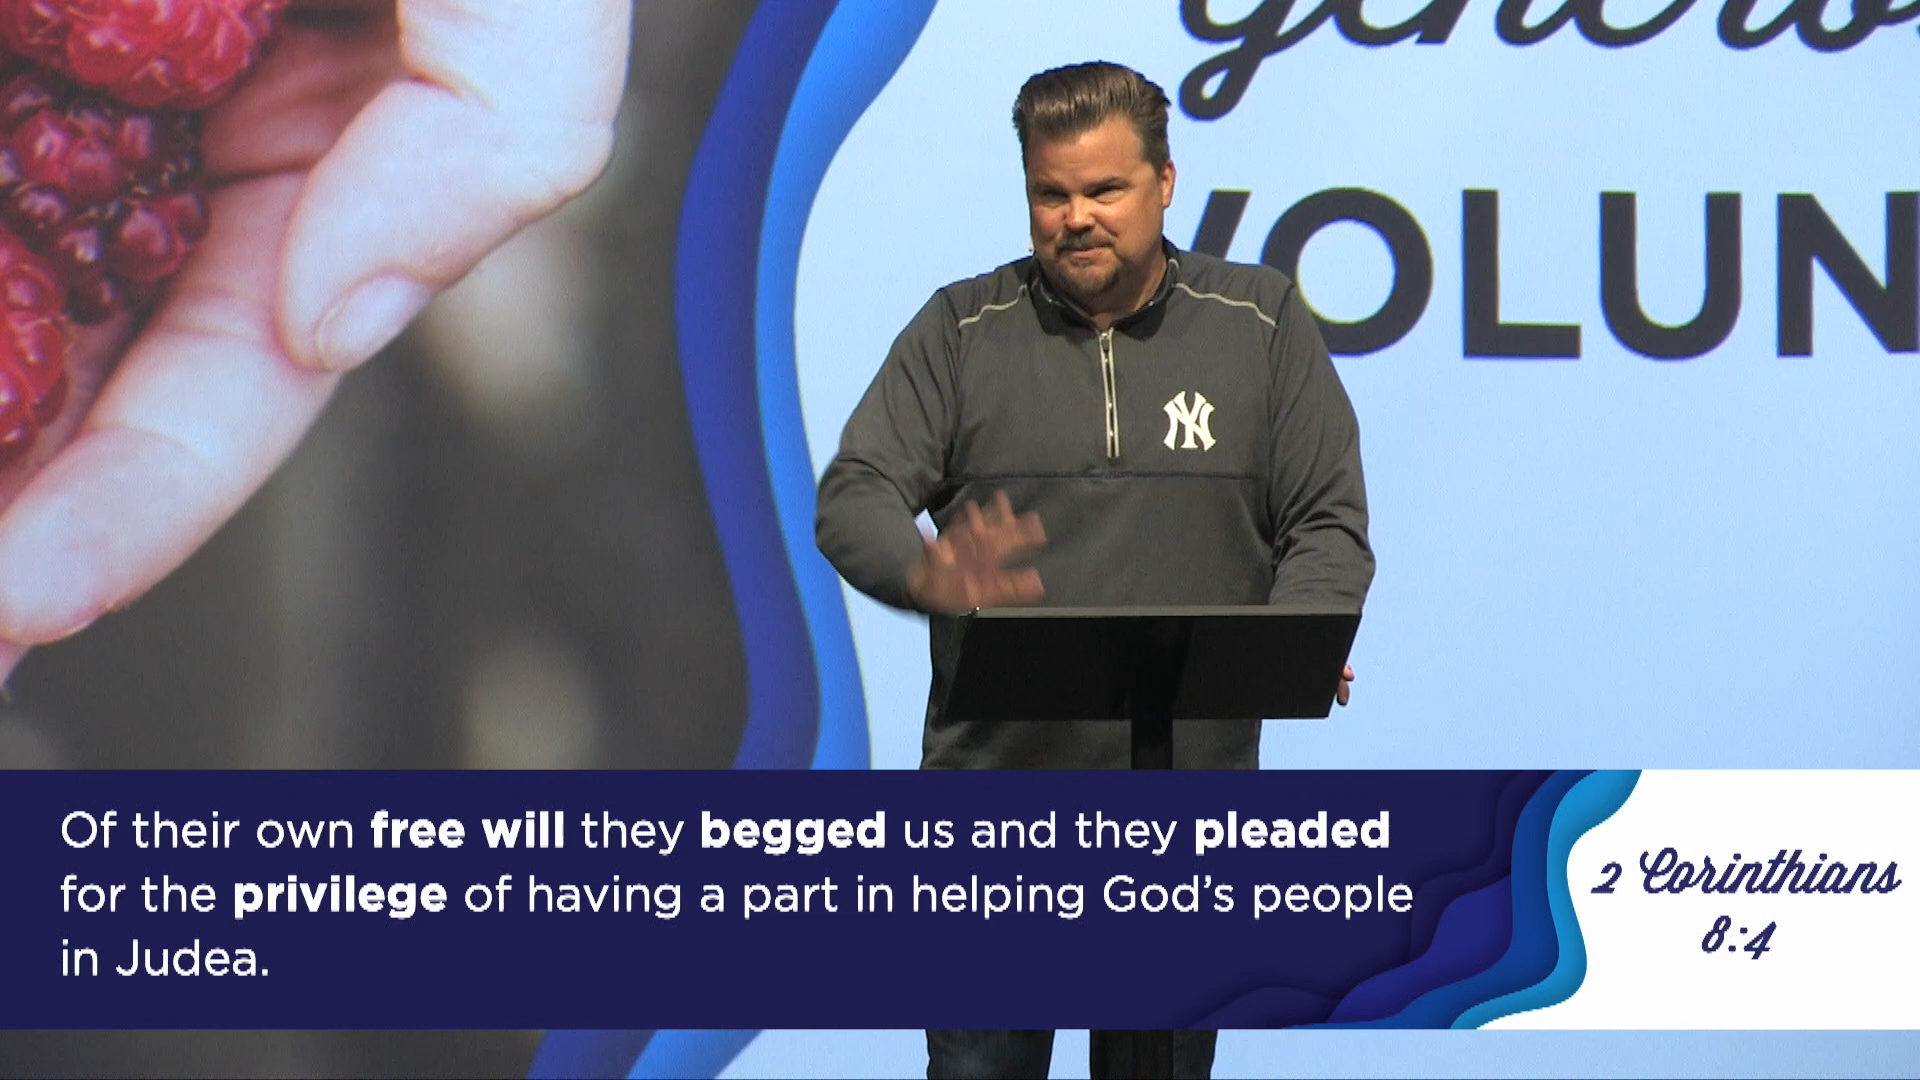 VOLUN
NY
Of their own free will they begged us and they pleaded
for the privilege of having a part in helping God's people
in Judea.
2 Corinthians
8:4